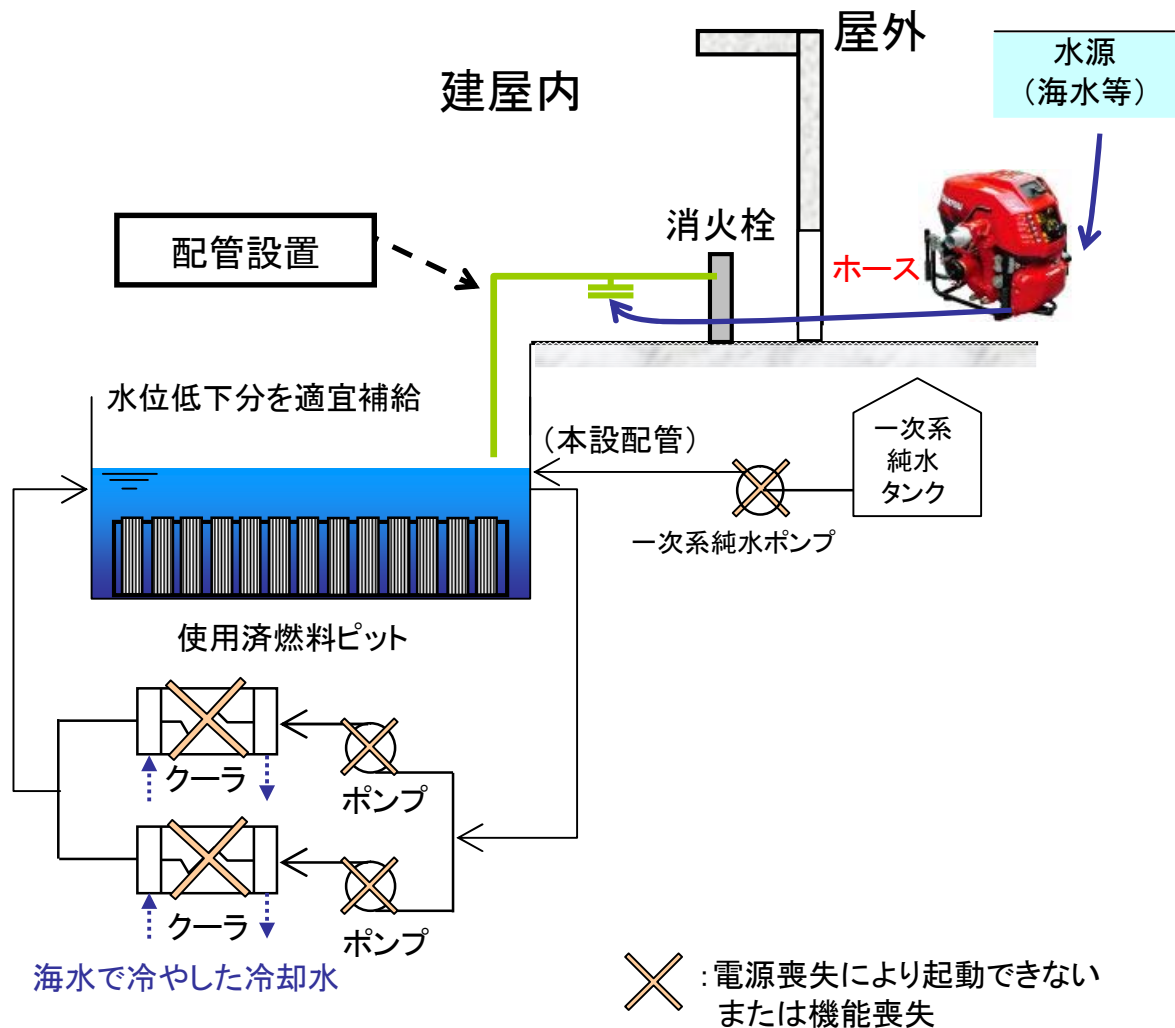 建屋内
屋外
水源
（海水等）
配管設置
消火栓
ホース
水位低下分を適宜補給
（本設配管）
一次系
純水
タンク
一次系純水ポンプ
使用済燃料ピット
クーラ
ポンプ
クーラ
ポンプ
海水で冷やした冷却水
：電源喪失により起動できない
または機能喪失